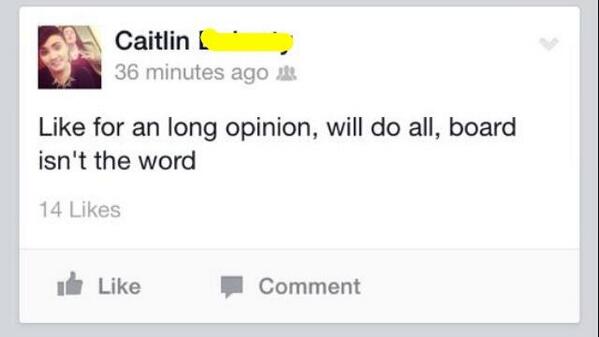 Caitlin
36 minutes ago
Like for an long opinion, will do all, board
isn't the word
14 Likes
Like Comment